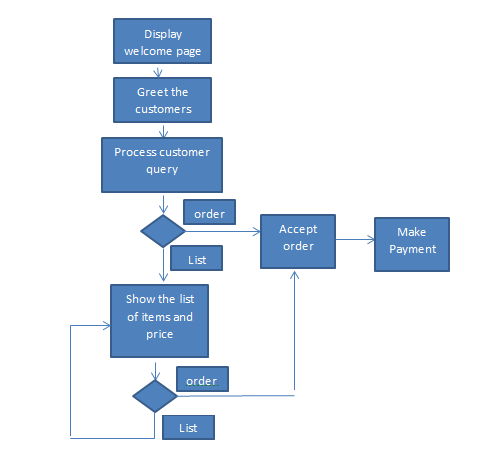 Display
welcome page
Greet the
customers
Process customer
query
order
Accept
order
Make
Payment
List
Show the list
of items and
price
order
List